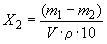 X₂ = (m₁ − m₂) / (V · ρ · 10)